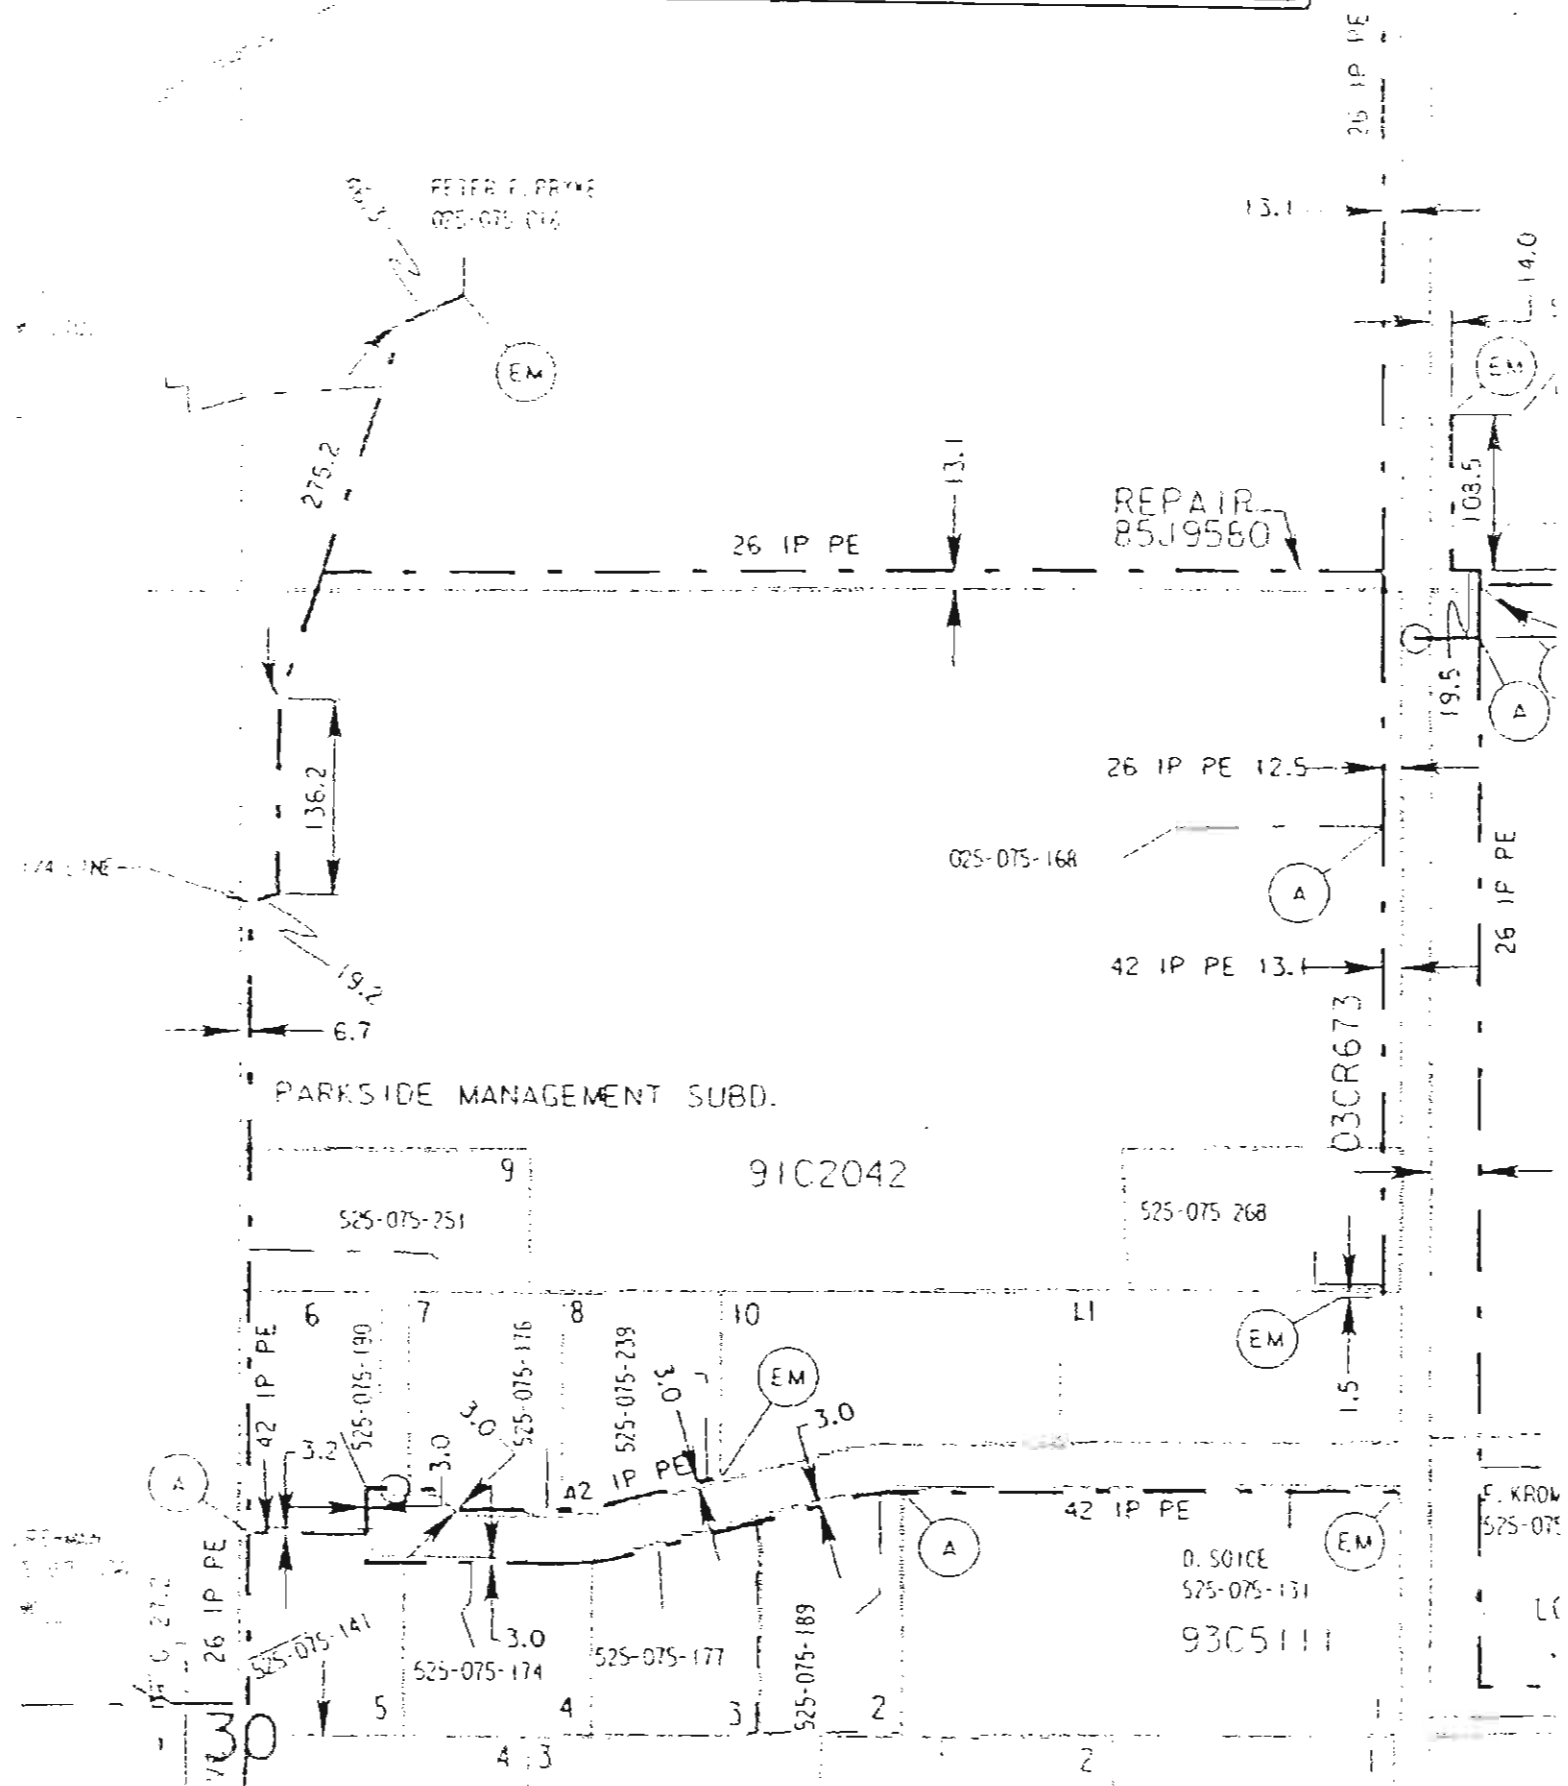 26 IP PE
13.1
14.0
EM
EM
275.2
13.1
REPAIR
85J9560
108.5
26 IP PE
19.5
A
136.2
26 IP PE 12.5
025-075-168
A
26 IP PE
42 IP PE 13.1
19.2
6.7
03CR673
PARKSIDE MANAGEMENT SUBD.
9
91C2042
525-075-251
525-075 268
6
7
8
10
11
42 IP PE
525-075-190
525-075-176
525-075-239
3.0
EM
EM
1.5
3.2
3.0
3.0
3.0
A
42 IP PE
42 IP PE
A
EM
26 IP PE
D. SOICE
525-075-131
93C5111
525-075-141
3.0
525-075-174
525-075-177
525-075-189
5
4
3
2
1
30
4
3
2
1